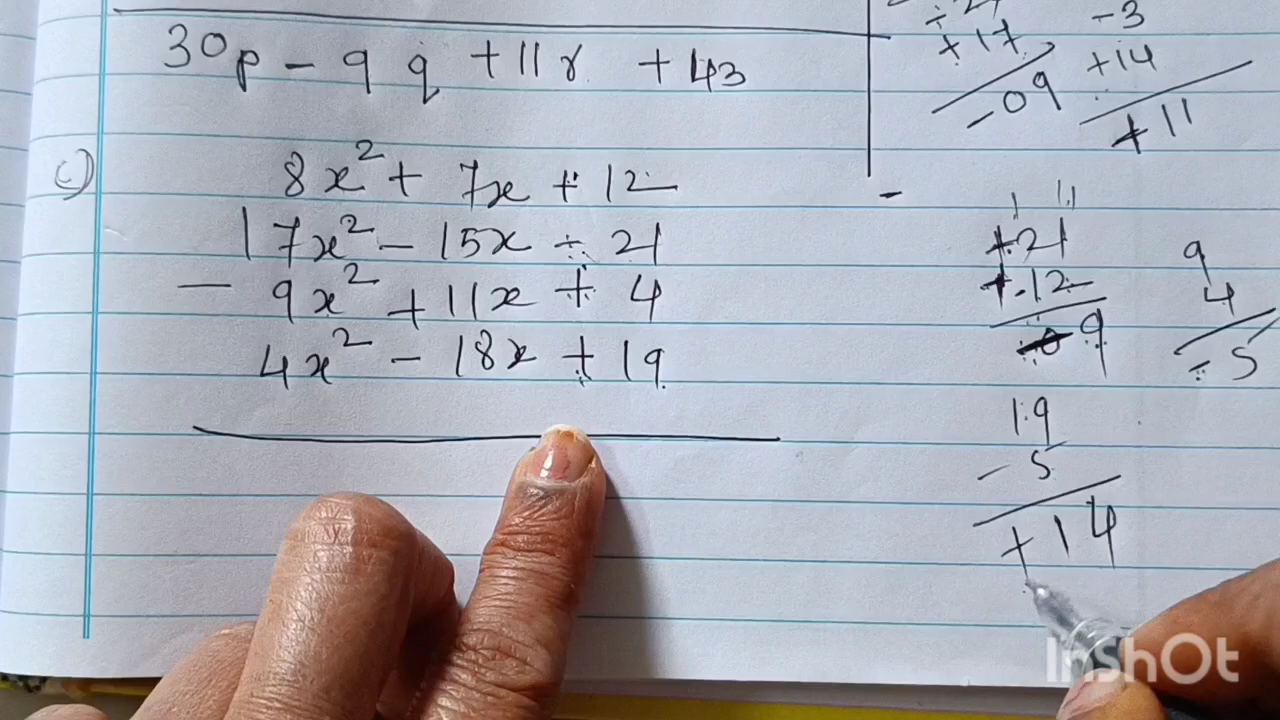 30p - 9q + 11r + 43
c)
8x² + 7x + 12
17x² - 15x - 21
- 9x² + 11x + 4
4x² - 18x + 19
+17
-09
-3
+14
+11
-
+21
+-12
9
9
4
-5
19
- 5
+14
InShOt